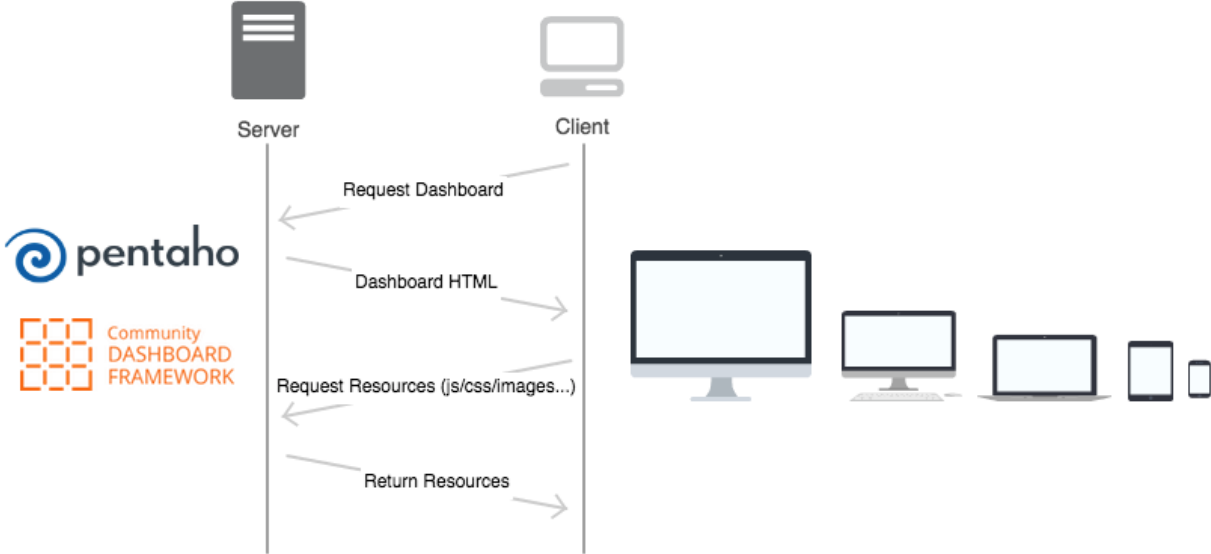 Server
Client
Request Dashboard
pentaho
Dashboard HTML
Community
DASHBOARD
FRAMEWORK
Request Resources (js/css/images...)
Return Resources